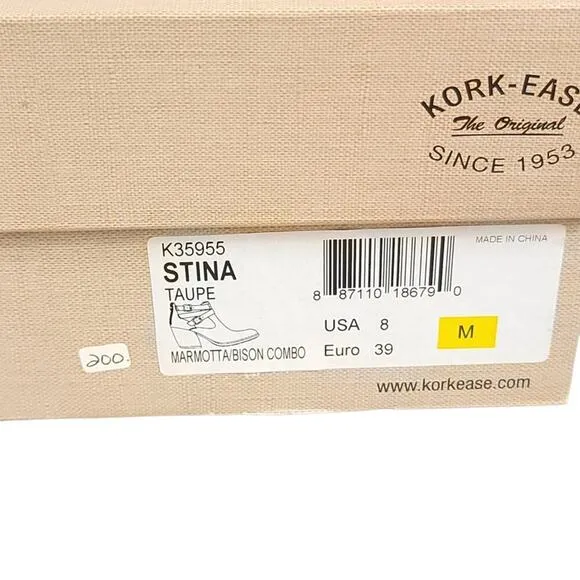 KORK-EASE
The Original
SINCE 1953
K35955
STINA
TAUPE
MARMOTTA/BISON COMBO
8 87110 18679 0
MADE IN CHINA
USA 8
Euro 39
M
200.
www.korkease.com